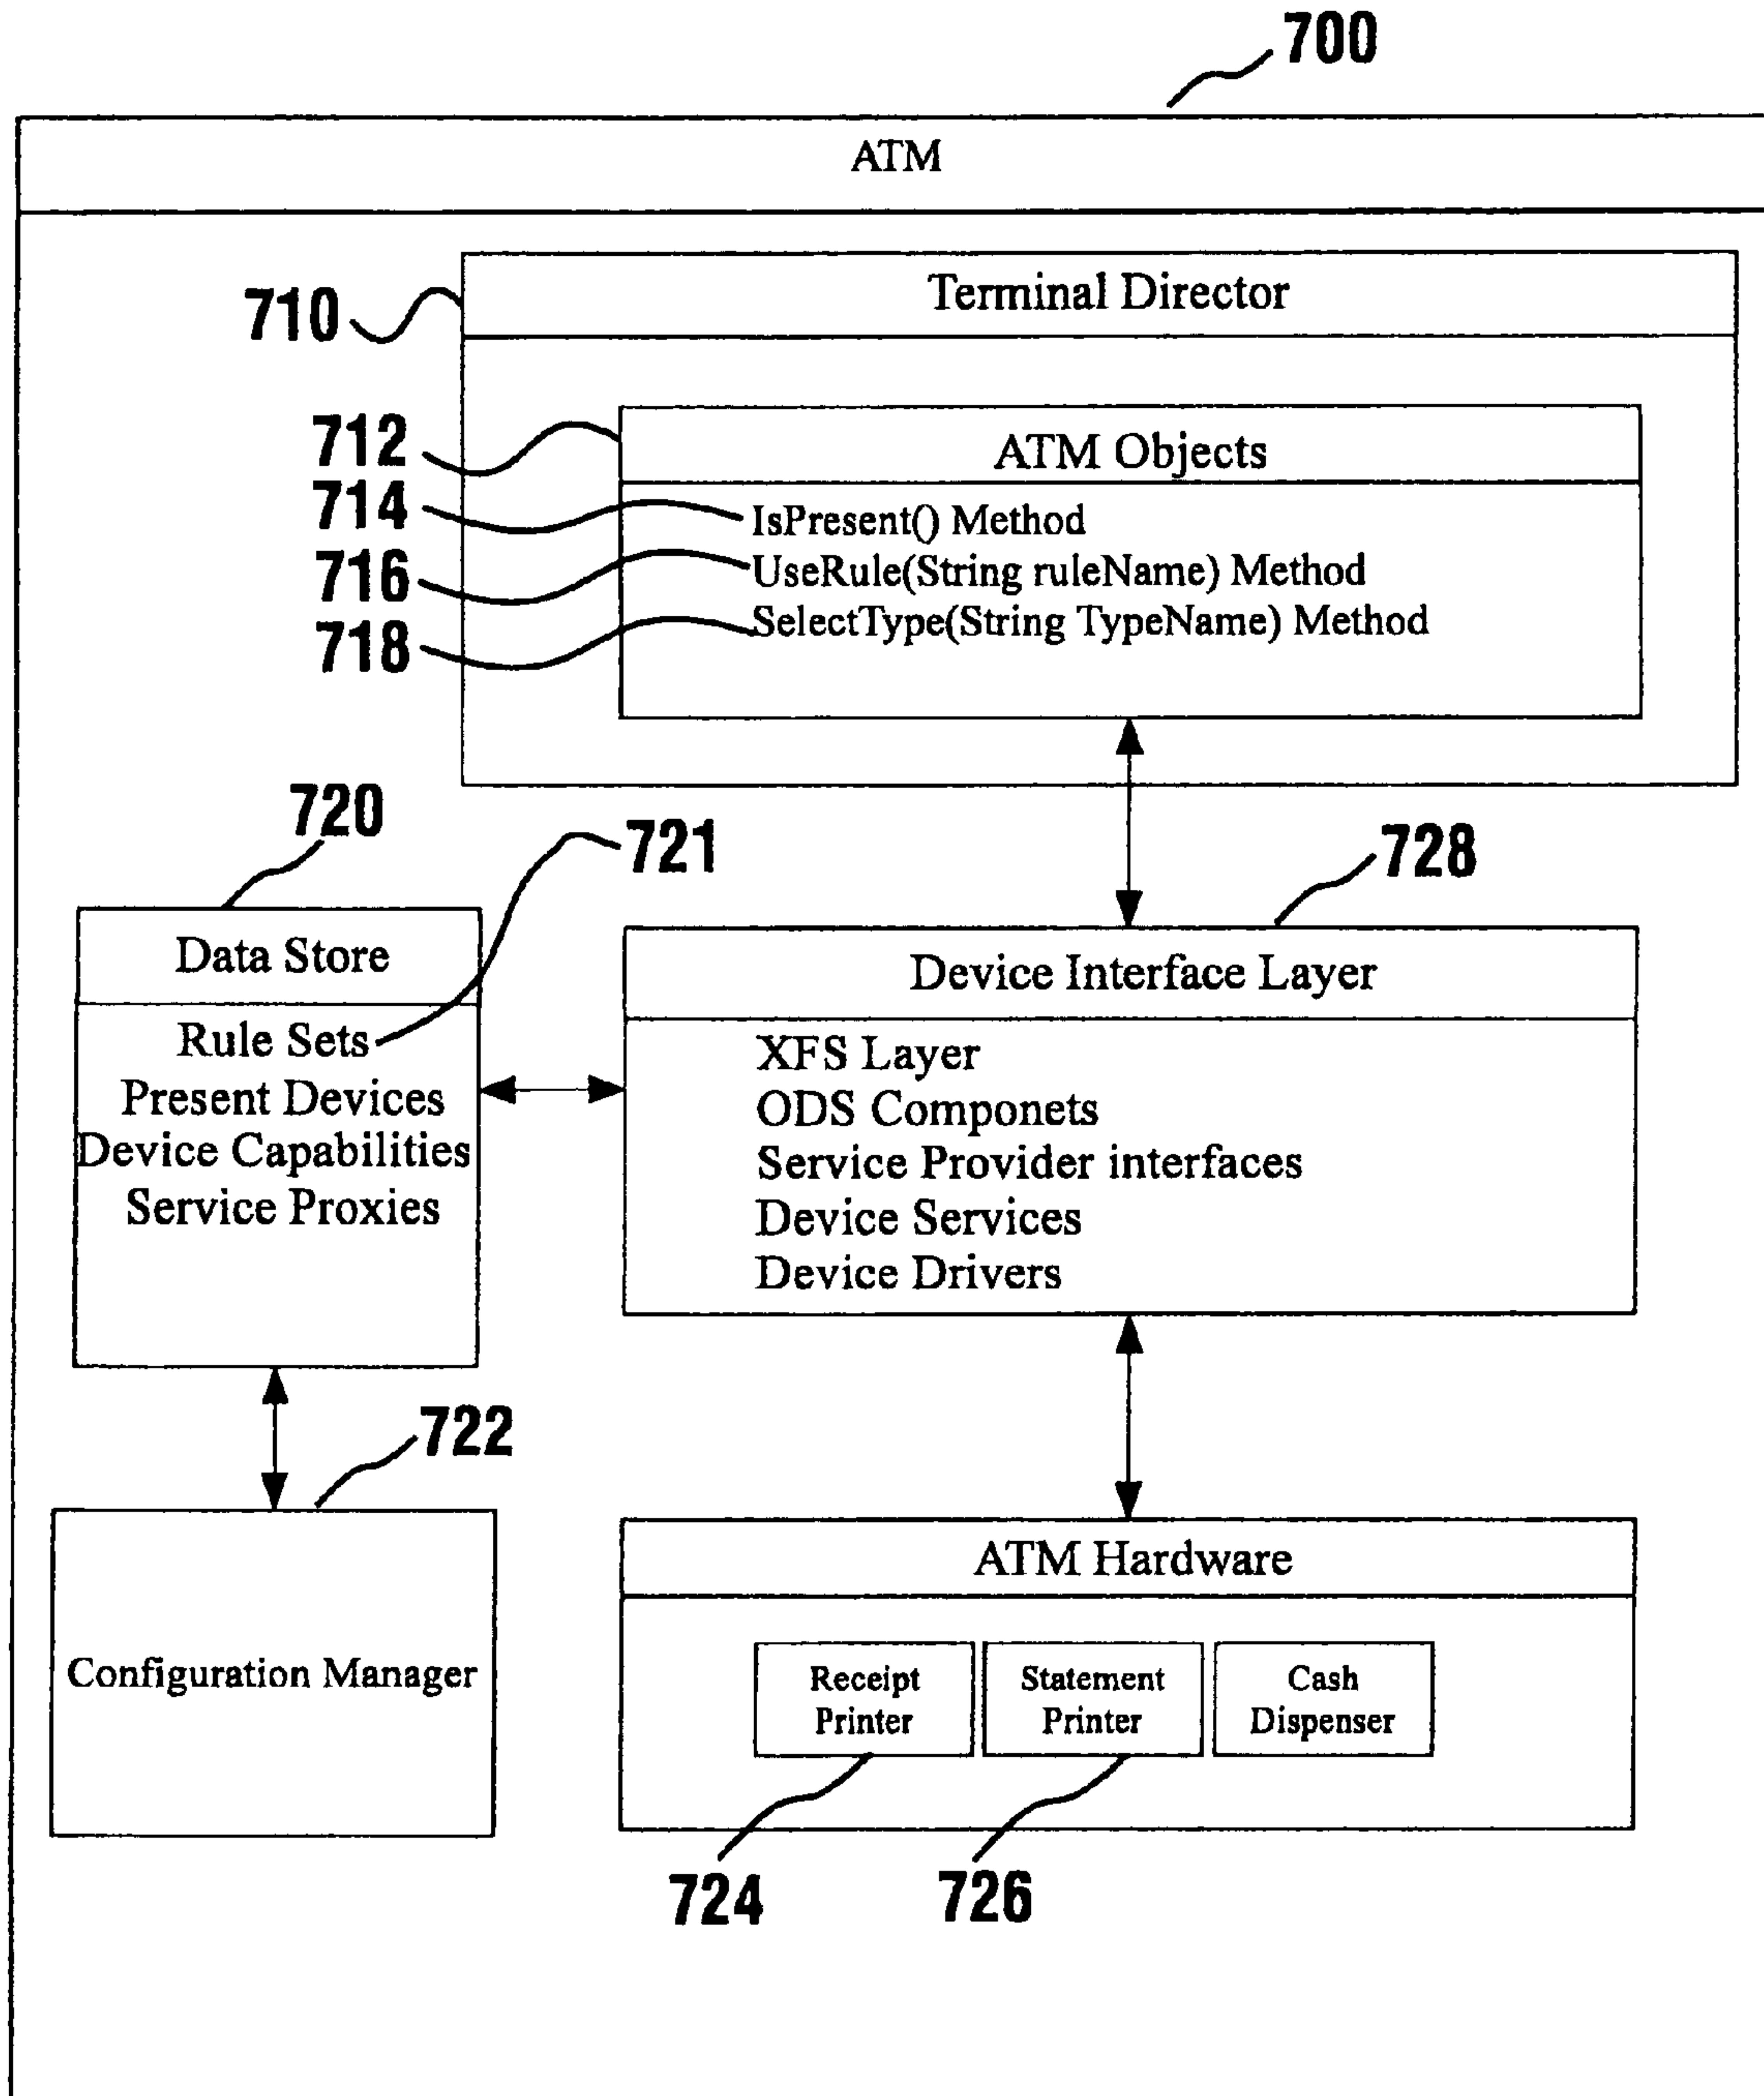 700
ATM
710
Terminal Director
712
ATM Objects
714
IsPresent() Method
716
UseRule(String ruleName) Method
718
SelectType(String TypeName) Method
720
721
728
Data Store
Rule Sets
Present Devices
Device Capabilities
Service Proxies
Device Interface Layer
XFS Layer
ODS Componets
Service Provider interfaces
Device Services
Device Drivers
722
Configuration Manager
ATM Hardware
Receipt
Printer
Statement
Printer
Cash
Dispenser
724
726